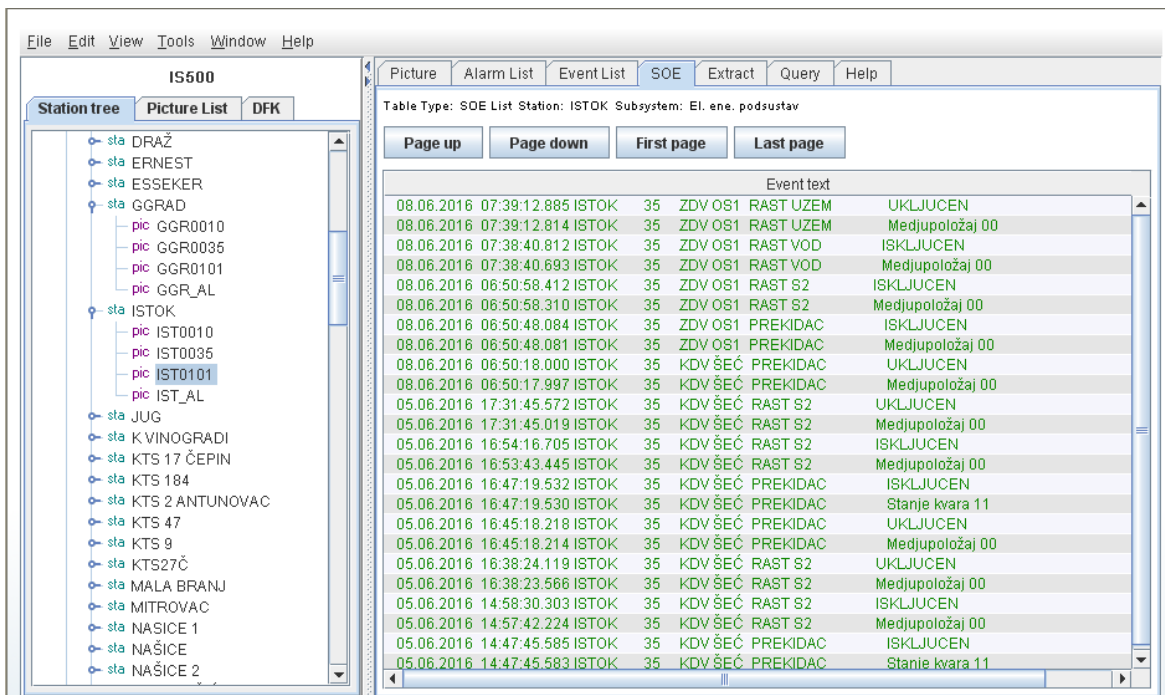 File Edit View Tools Window Help
IS500
Station tree Picture List DFK
sta DRAŽ
sta ERNEST
sta ESSEKER
sta GGRAD
pic GGR0010
pic GGR0035
pic GGR0101
pic GGR_AL
sta ISTOK
pic IST0010
pic IST0035
pic IST0101
pic IST_AL
sta JUG
sta K VINOGRADI
sta KTS 17 ČEPIN
sta KTS 184
sta KTS 2 ANTUNOVAC
sta KTS 47
sta KTS 9
sta KTS27Č
sta MALA BRANJ
sta MITROVAC
sta NASICE 1
sta NAŠICE
sta NAŠICE 2
Picture Alarm List Event List SOE Extract Query Help
Table Type: SOE List Station: ISTOK Subsystem: El. ene. podsustav
Page up Page down First page Last page
Event text
08.06.2016 07:39:12.885 ISTOK 35 ZDV OS1 RAST UZEM UKLJUCEN
08.06.2016 07:39:12.814 ISTOK 35 ZDV OS1 RAST UZEM Medjupoložaj 00
08.06.2016 07:38:40.812 ISTOK 35 ZDV OS1 RAST VOD ISKLJUCEN
08.06.2016 07:38:40.693 ISTOK 35 ZDV OS1 RAST VOD Medjupoložaj 00
08.06.2016 06:50:58.412 ISTOK 35 ZDV OS1 RAST S2 ISKLJUCEN
08.06.2016 06:50:58.310 ISTOK 35 ZDV OS1 RAST S2 Medjupoložaj 00
08.06.2016 06:50:48.084 ISTOK 35 ZDV OS1 PREKIDAC ISKLJUCEN
08.06.2016 06:50:48.081 ISTOK 35 ZDV OS1 PREKIDAC Medjupoložaj 00
08.06.2016 06:50:18.000 ISTOK 35 KDV ŠEĆ PREKIDAC UKLJUCEN
08.06.2016 06:50:17.997 ISTOK 35 KDV ŠEĆ PREKIDAC Medjupoložaj 00
05.06.2016 17:31:45.572 ISTOK 35 KDV ŠEĆ RAST S2 UKLJUCEN
05.06.2016 17:31:45.019 ISTOK 35 KDV ŠEĆ RAST S2 Medjupoložaj 00
05.06.2016 16:54:16.705 ISTOK 35 KDV ŠEĆ RAST S2 ISKLJUCEN
05.06.2016 16:53:43.445 ISTOK 35 KDV ŠEĆ RAST S2 Medjupoložaj 00
05.06.2016 16:47:19.532 ISTOK 35 KDV ŠEĆ PREKIDAC ISKLJUCEN
05.06.2016 16:47:19.530 ISTOK 35 KDV ŠEĆ PREKIDAC Stanje kvara 11
05.06.2016 16:45:18.218 ISTOK 35 KDV ŠEĆ PREKIDAC UKLJUCEN
05.06.2016 16:45:18.214 ISTOK 35 KDV ŠEĆ PREKIDAC Medjupoložaj 00
05.06.2016 16:38:24.119 ISTOK 35 KDV ŠEĆ RAST S2 UKLJUCEN
05.06.2016 16:38:23.566 ISTOK 35 KDV ŠEĆ RAST S2 Medjupoložaj 00
05.06.2016 14:58:30.303 ISTOK 35 KDV ŠEĆ RAST S2 ISKLJUCEN
05.06.2016 14:57:42.224 ISTOK 35 KDV ŠEĆ RAST S2 Medjupoložaj 00
05.06.2016 14:47:45.585 ISTOK 35 KDV ŠEĆ PREKIDAC ISKLJUCEN
05.06.2016 14:47:45.583 ISTOK 35 KDV ŠEĆ PREKIDAC Stanje kvara 11